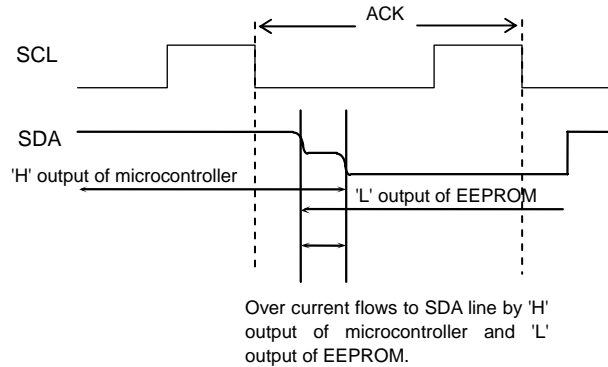 ACK
SCL
SDA
'H' output of microcontroller
'L' output of EEPROM
Over current flows to SDA line by 'H'
output of microcontroller and 'L'
output of EEPROM.